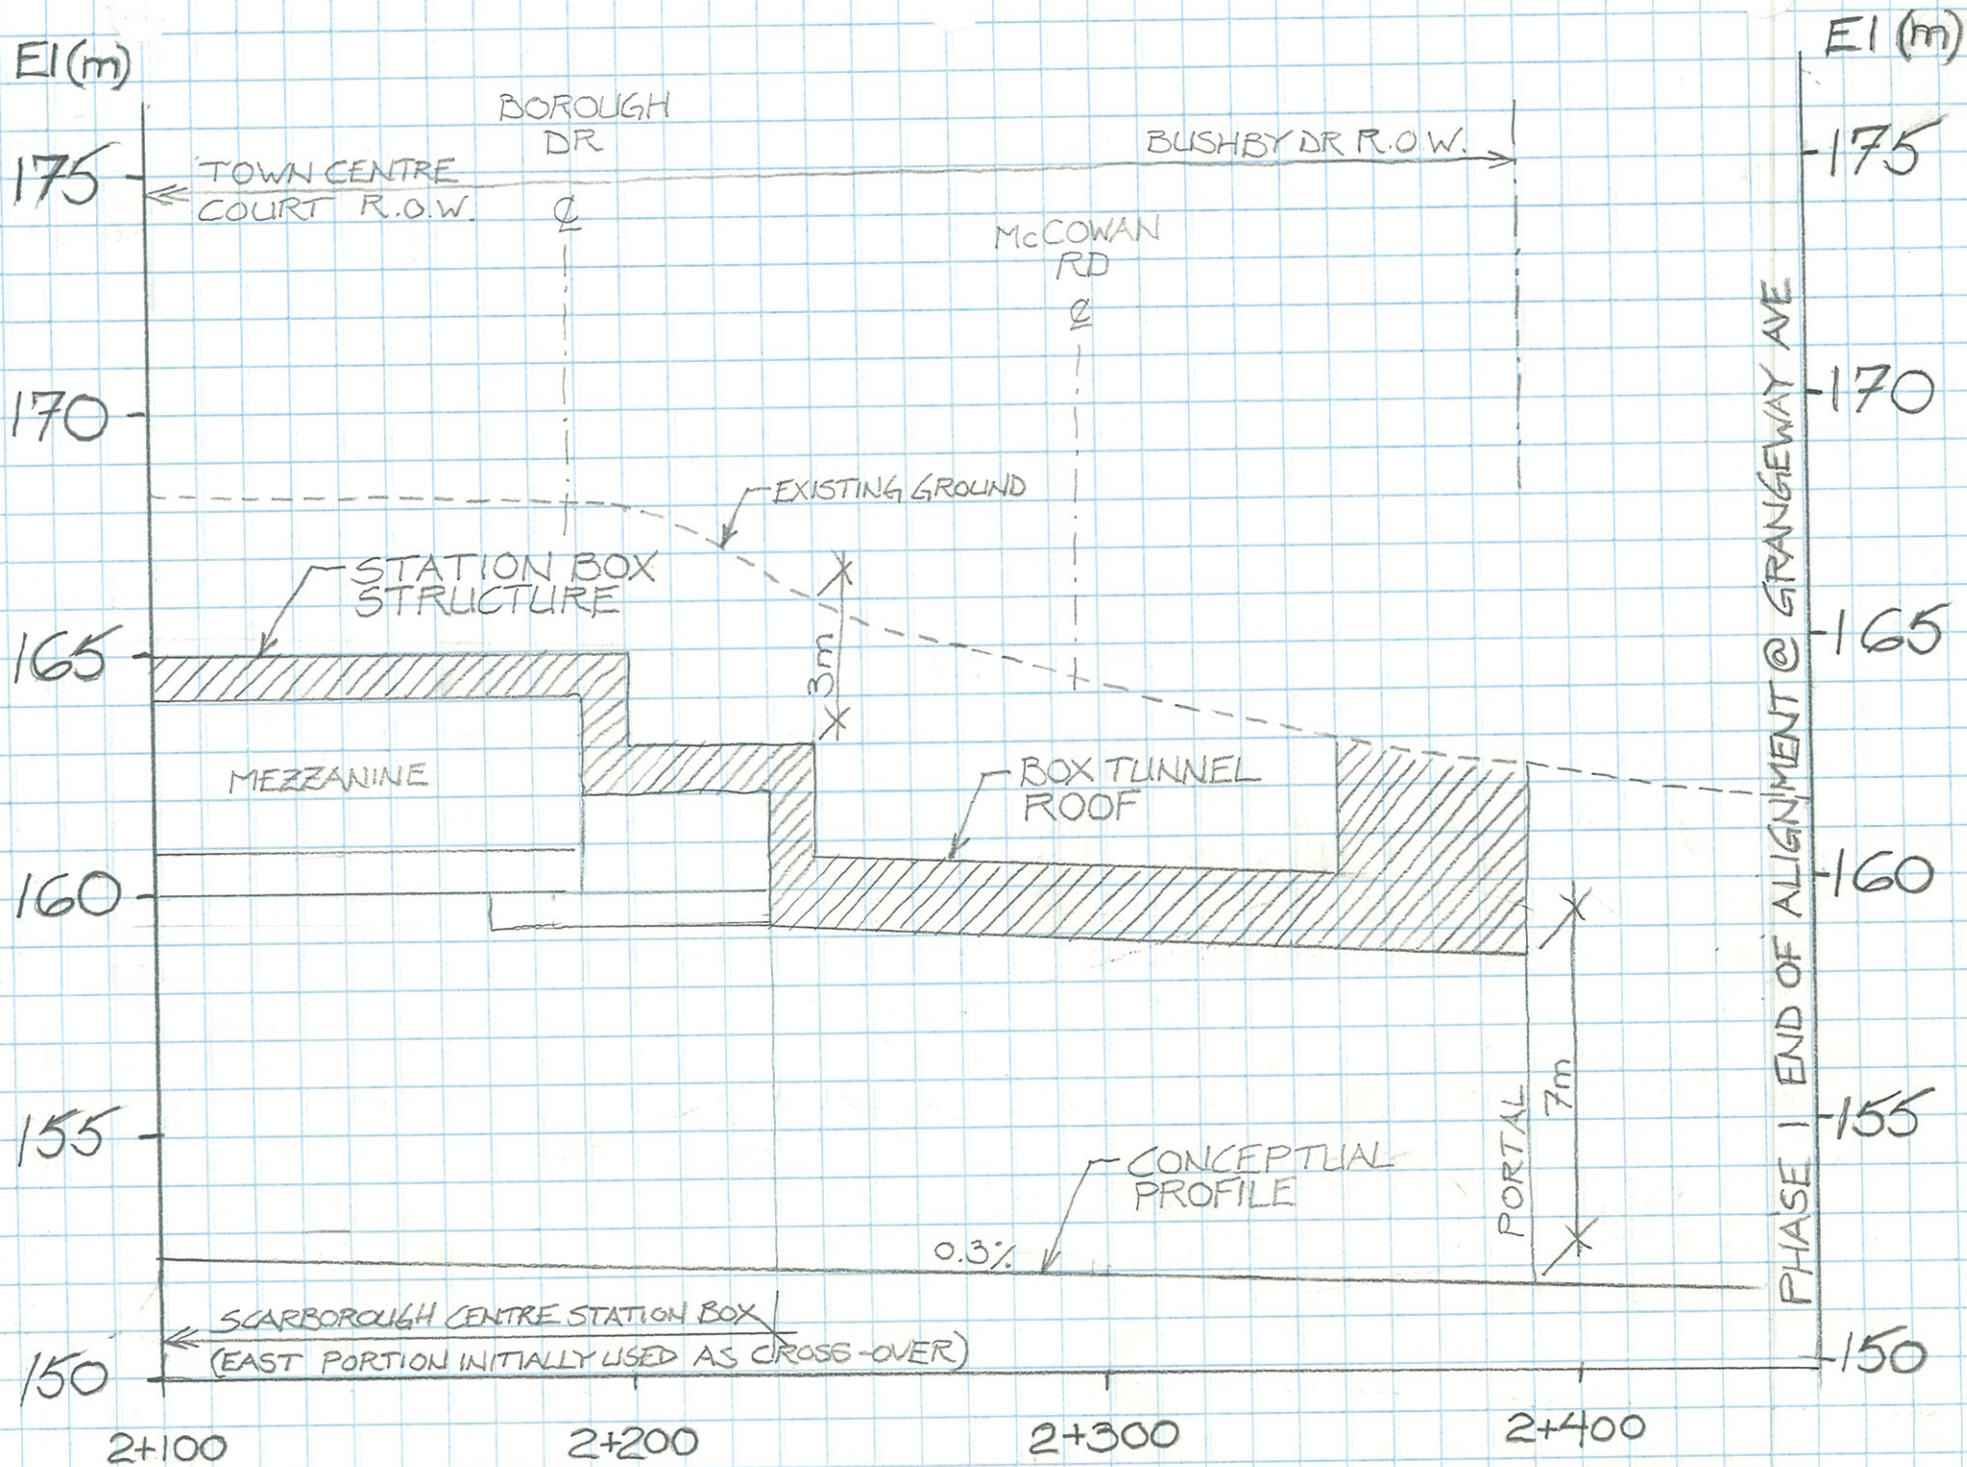 El (m)
El (m)
BOROUGH
DR
BUSHBY DR R.O.W.
175
TOWN CENTRE
COURT R.O.W.
175
℄
McCOWAN
RD
℄
170
170
EXISTING GROUND
STATION BOX
STRUCTURE
165
165
3m
MEZZANINE
BOX TUNNEL
ROOF
160
160
155
155
7m
PORTAL
CONCEPTUAL
PROFILE
0.3%
PHASE 1 END OF ALIGNMENT @ GRANGEWAY AVE
SCARBOROUGH CENTRE STATION BOX
(EAST PORTION INITIALLY USED AS CROSS-OVER)
150
150
2+100
2+200
2+300
2+400